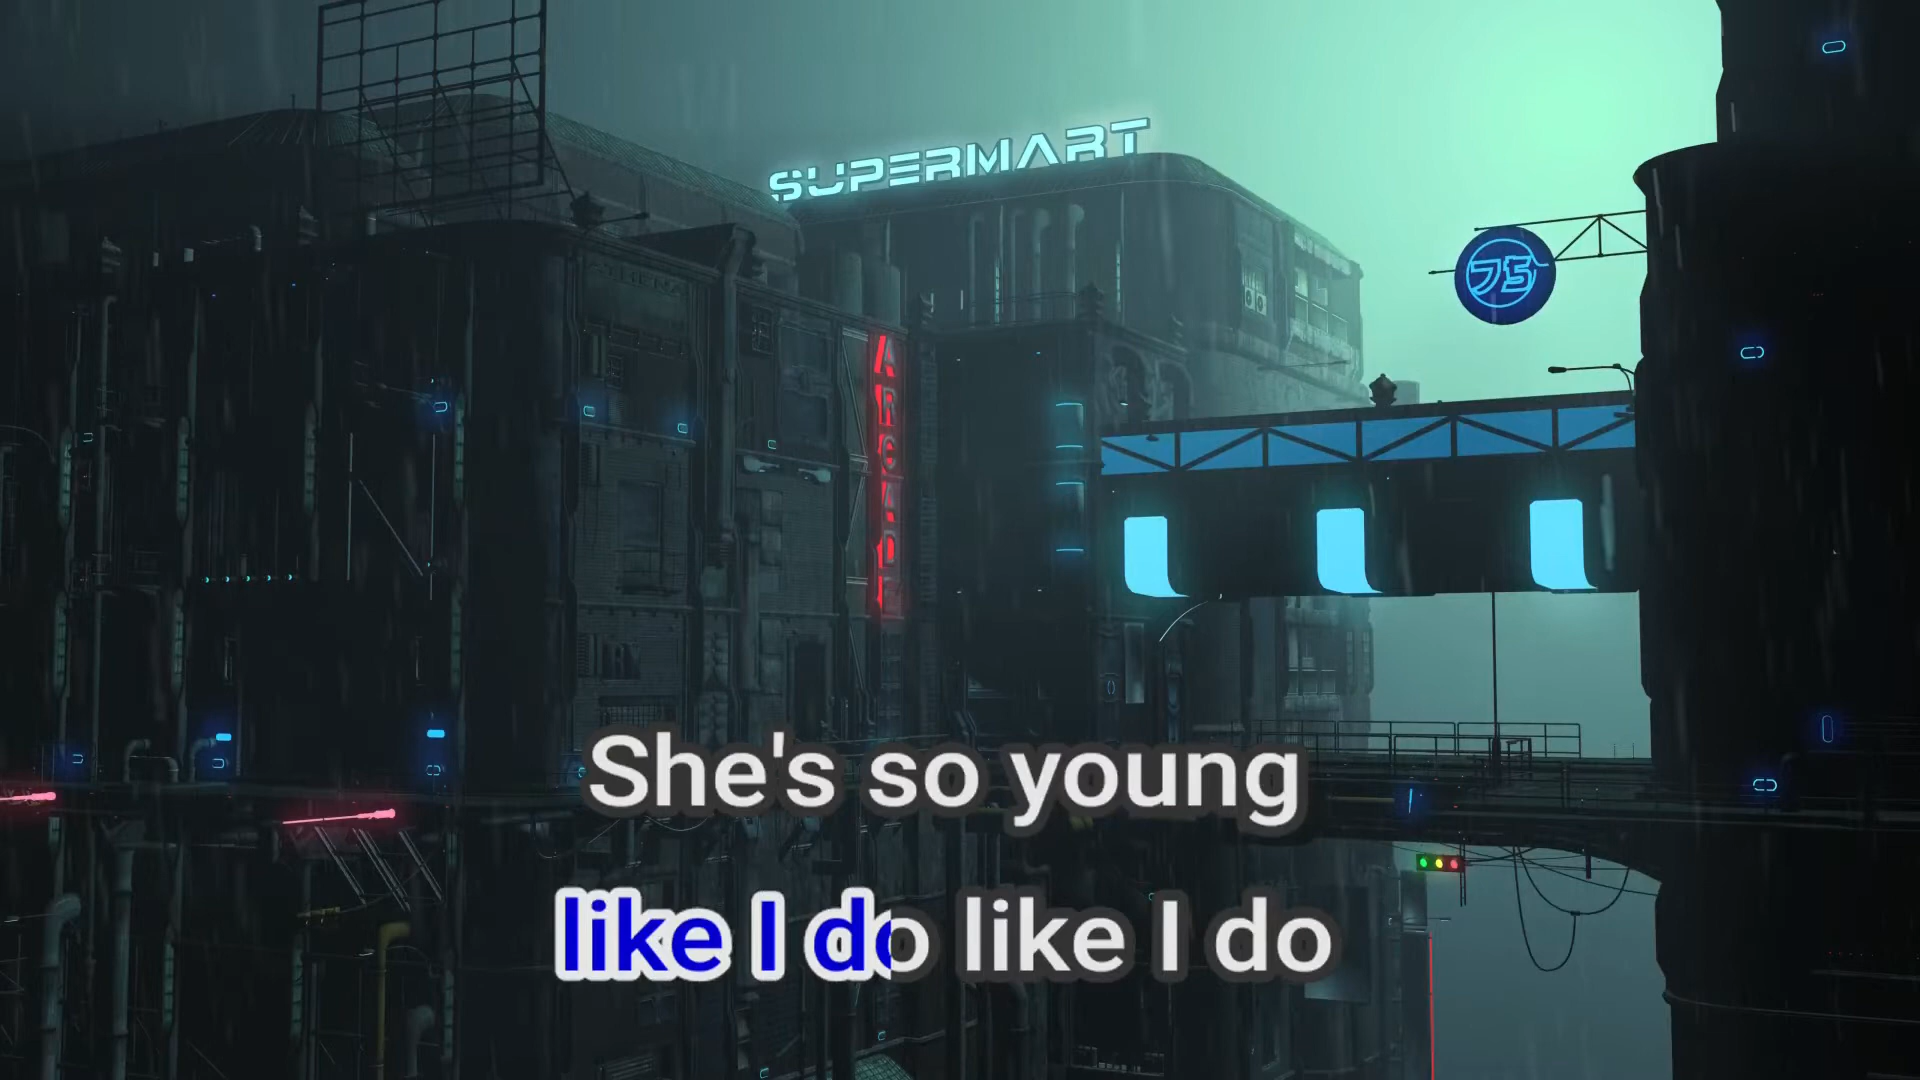 SUPERMART
75
ARCADE
She's so young
like I do like I do